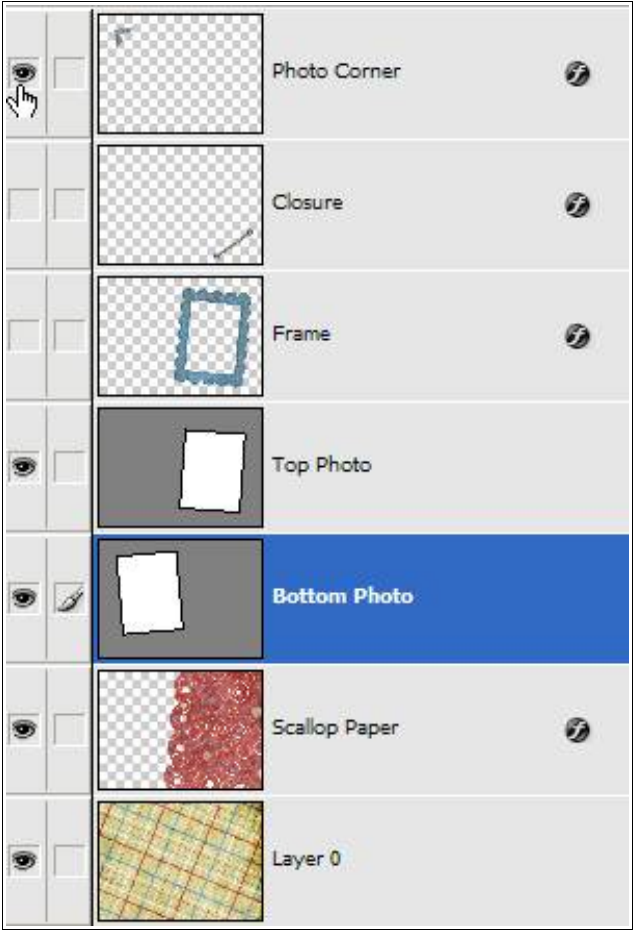 Photo Corner
Closure
Frame
Top Photo
Bottom Photo
Scallop Paper
Layer 0